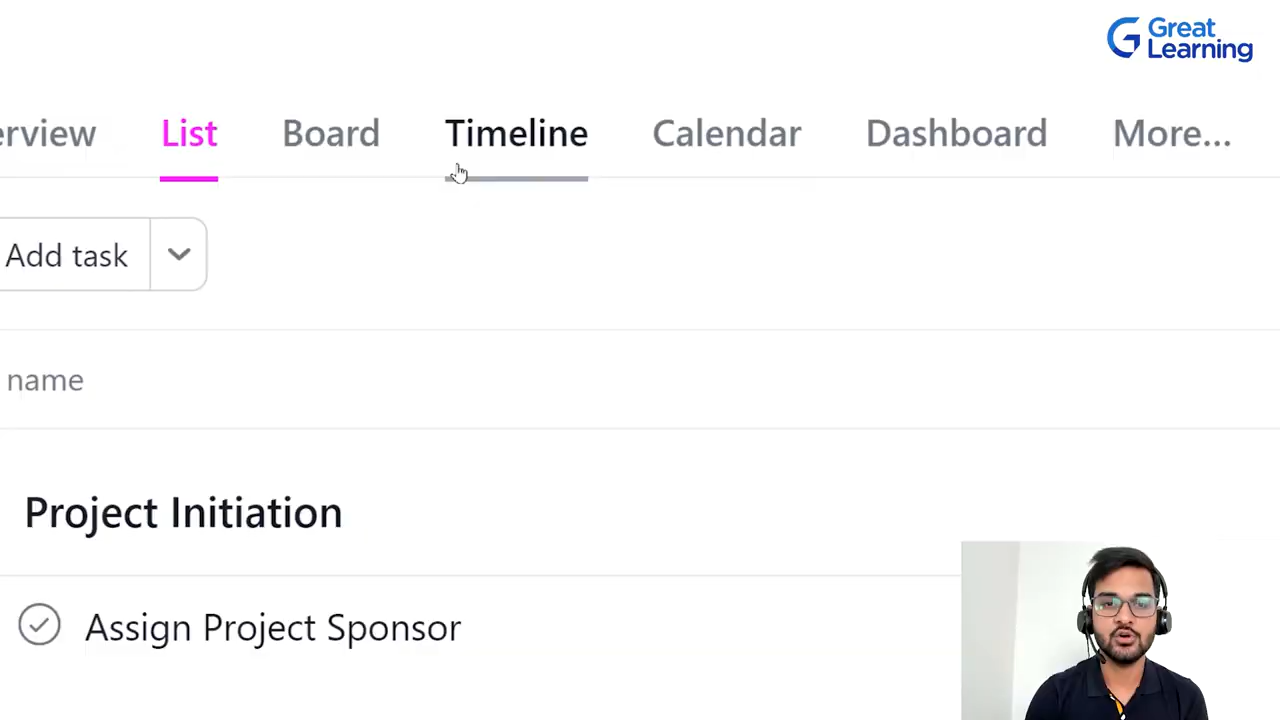 Great
Learning
erview List Board Timeline Calendar Dashboard More...
Add task
name
Project Initiation
Assign Project Sponsor